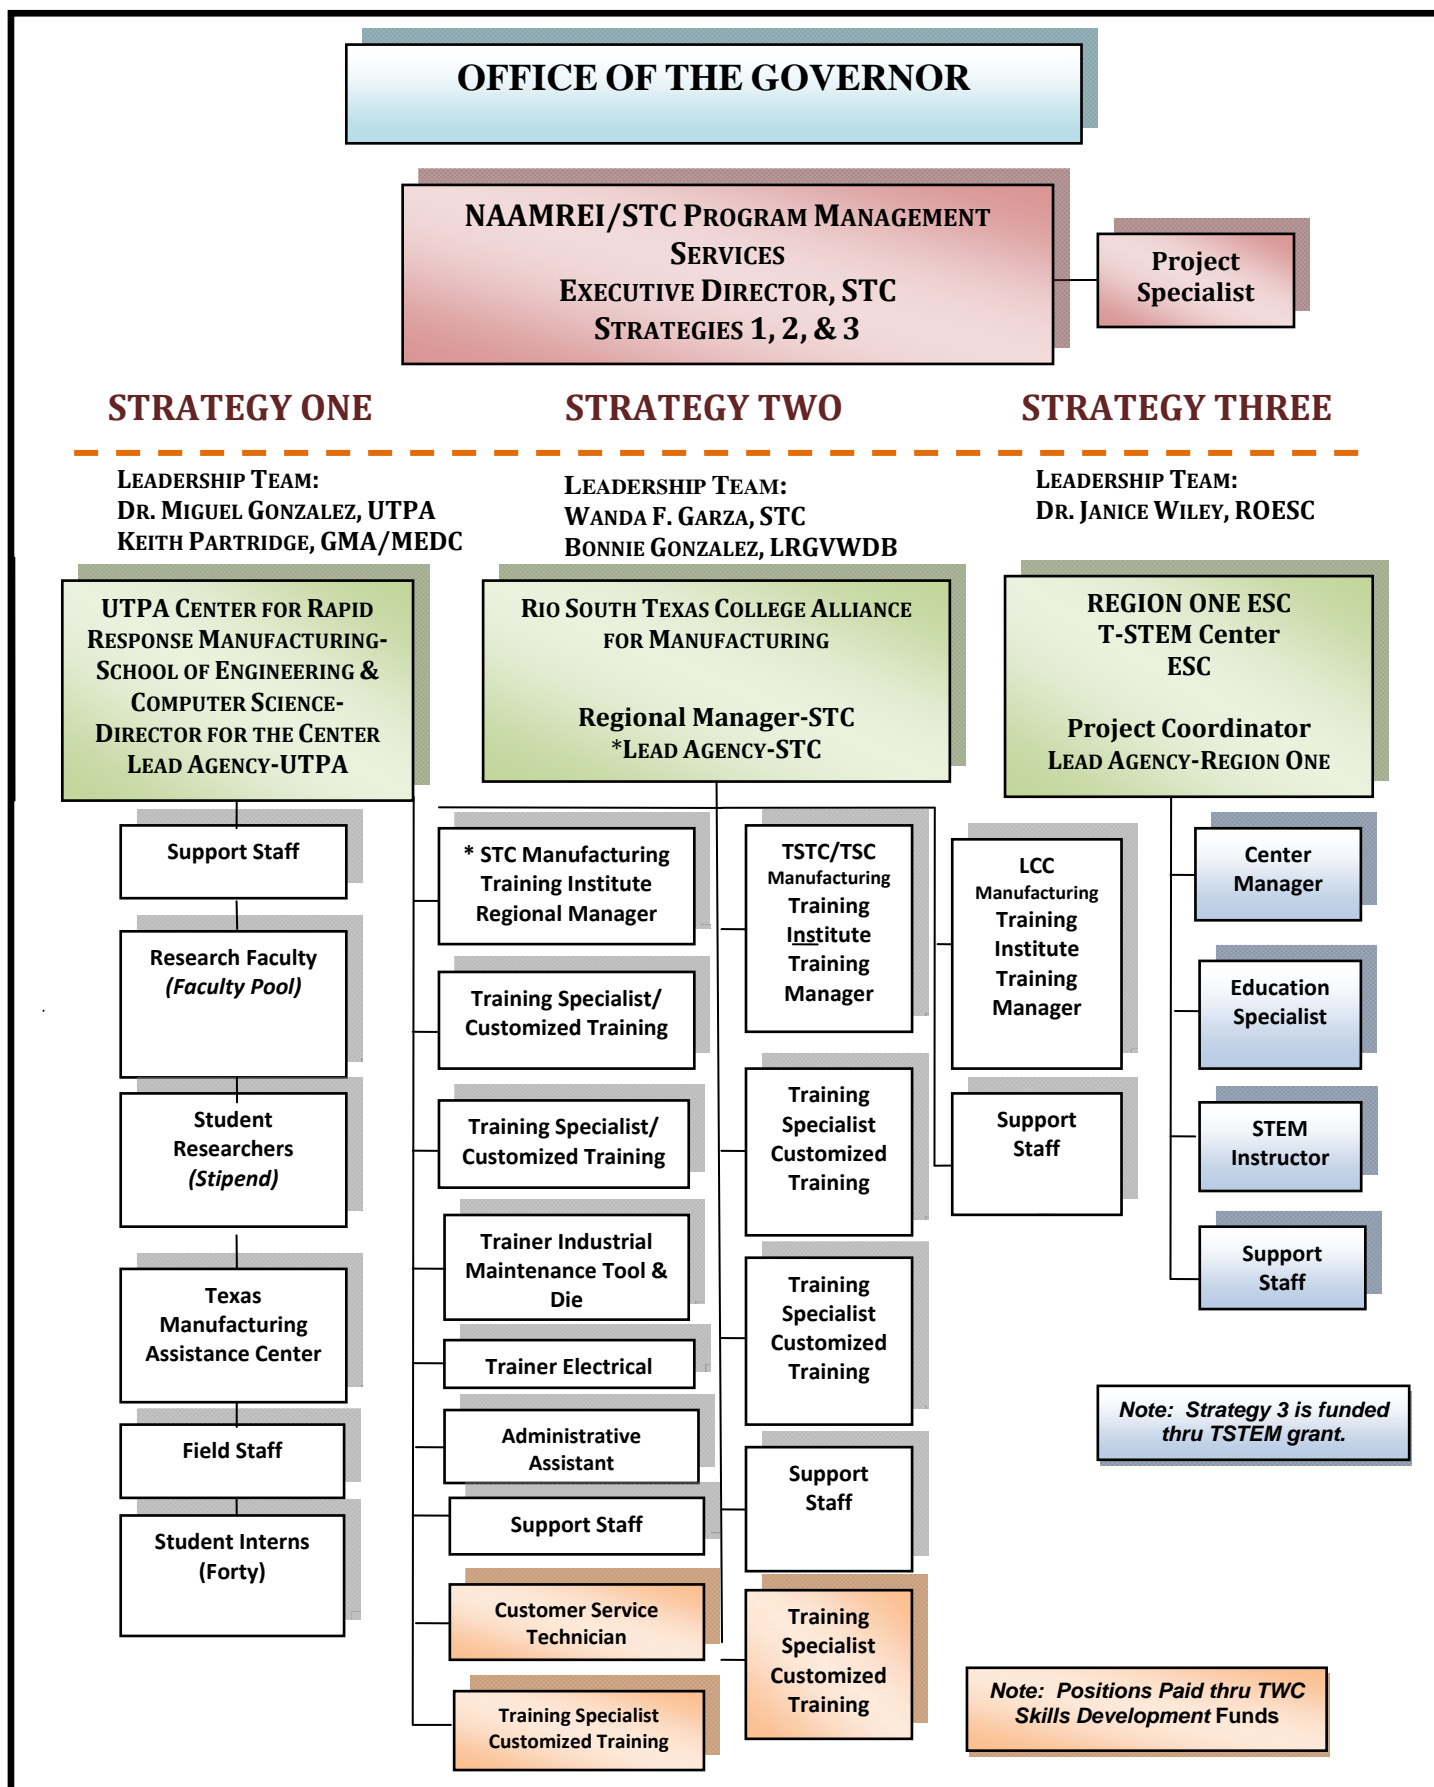 OFFICE OF THE GOVERNOR
NAAMREI/STC PROGRAM MANAGEMENT
SERVICES
EXECUTIVE DIRECTOR, STC
STRATEGIES 1, 2, & 3
Project
Specialist
STRATEGY ONE
STRATEGY TWO
STRATEGY THREE
LEADERSHIP TEAM:
DR. MIGUEL GONZALEZ, UTPA
KEITH PARTRIDGE, GMA/MEDC
LEADERSHIP TEAM:
WANDA F. GARZA, STC
BONNIE GONZALEZ, LRGVWDB
LEADERSHIP TEAM:
DR. JANICE WILEY, ROESC
UTPA CENTER FOR RAPID
RESPONSE MANUFACTURING-
SCHOOL OF ENGINEERING &
COMPUTER SCIENCE-
DIRECTOR FOR THE CENTER
LEAD AGENCY-UTPA
RIO SOUTH TEXAS COLLEGE ALLIANCE
FOR MANUFACTURING
Regional Manager-STC
*LEAD AGENCY-STC
REGION ONE ESC
T-STEM Center
ESC
Project Coordinator
LEAD AGENCY-REGION ONE
Support Staff
Research Faculty
(Faculty Pool)
Student
Researchers
(Stipend)
Texas
Manufacturing
Assistance Center
Field Staff
Student Interns
(Forty)
* STC Manufacturing
Training Institute
Regional Manager
Training Specialist/
Customized Training
Training Specialist/
Customized Training
Trainer Industrial
Maintenance Tool &
Die
Trainer Electrical
Administrative
Assistant
Support Staff
Customer Service
Technician
Training Specialist
Customized Training
TSTC/TSC
Manufacturing
Training
Institute
Training
Manager
Training
Specialist
Customized
Training
Training
Specialist
Customized
Training
Support
Staff
Training
Specialist
Customized
Training
LCC
Manufacturing
Training
Institute
Training
Manager
Support
Staff
Center
Manager
Education
Specialist
STEM
Instructor
Support
Staff
Note: Strategy 3 is funded
thru TSTEM grant.
Note: Positions Paid thru TWC
Skills Development Funds